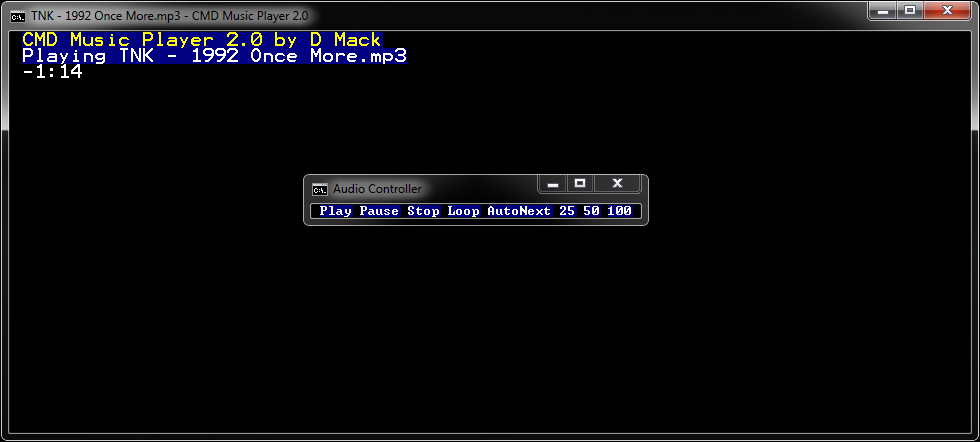 TNK - 1992 Once More.mp3 - CMD Music Player 2.0
CMD Music Player 2.0 by D Mack
Playing TNK - 1992 Once More.mp3
-1:14
Audio Controller
Play Pause Stop Loop AutoNext 25 50 100